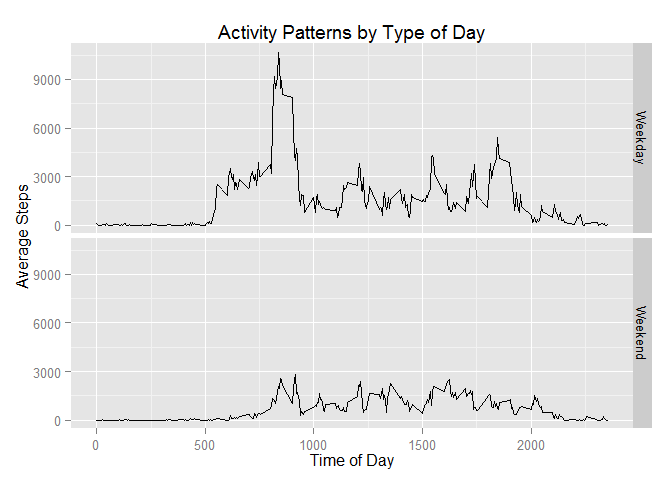 Activity Patterns by Type of Day
Average Steps
9000
6000
3000
0
Weekday
9000
6000
3000
0
Weekend
0
500
1000
1500
2000
Time of Day